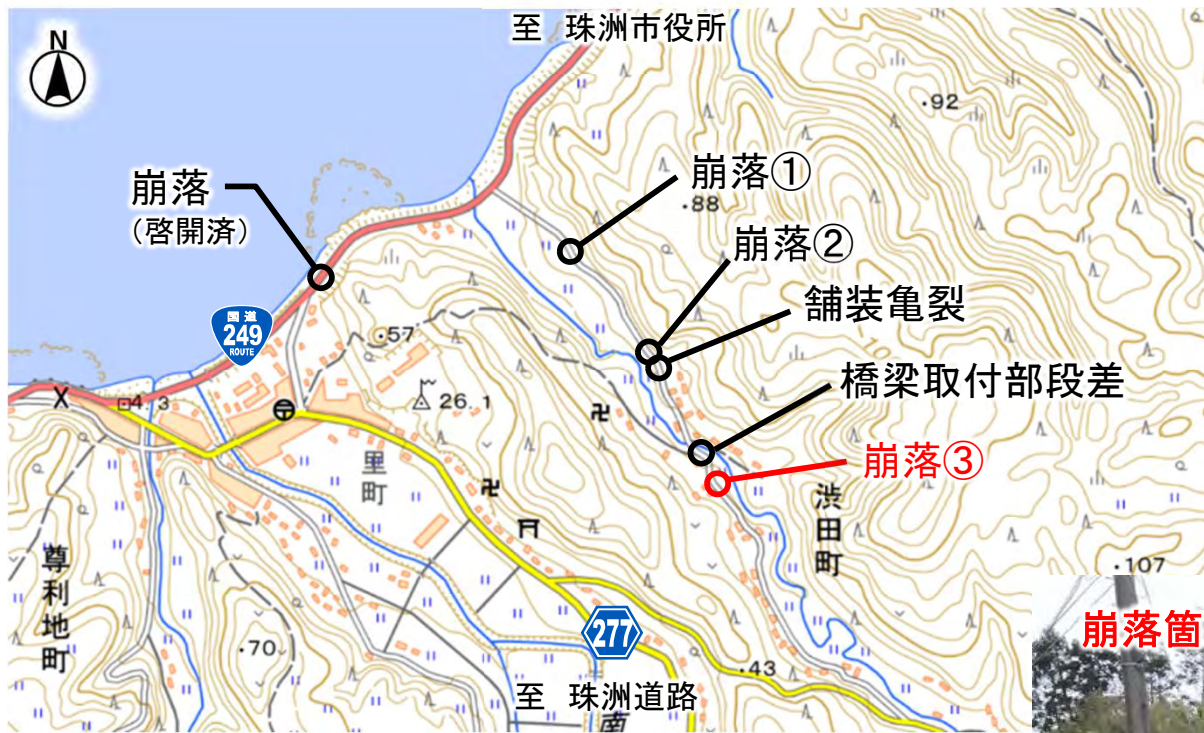 至 珠洲市役所
N
・92
崩落①
崩落
(啓開済)
・88
崩落②
舗装亀裂
国道
249
ROUTE
・57
橋梁取付部段差
4.3
26.1
崩落③
里町
渋田町
尊利地町
・107
崩落箇
277
・70
・43
至 珠洲道路
南